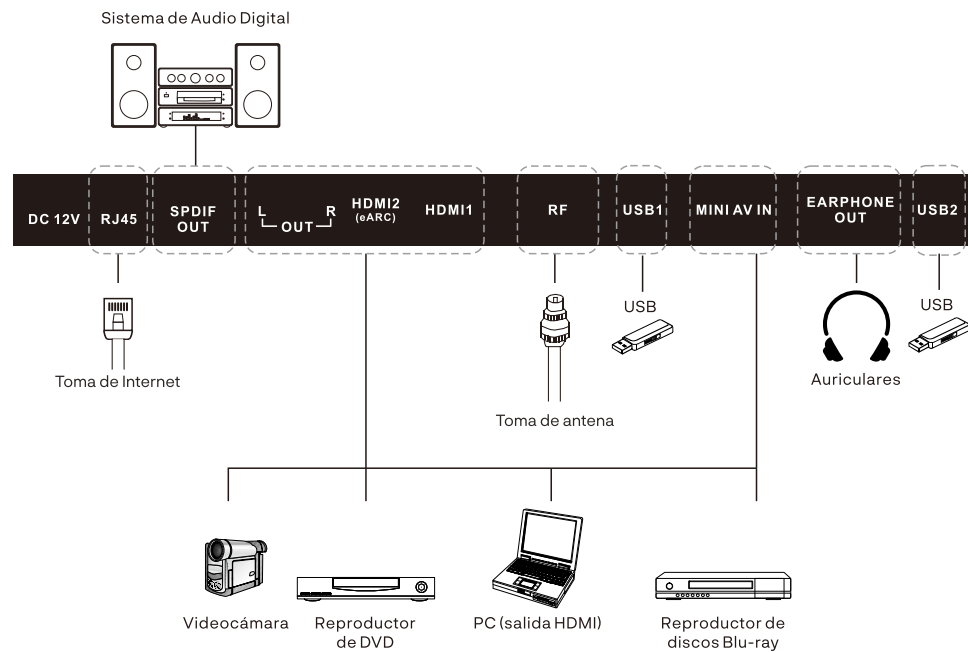 Sistema de Audio Digital
DC 12V
RJ45
SPDIF
OUT
L
OUT
R
HDMI2
(eARC)
HDMI1
RF
USB1
MINI AV IN
EARPHONE
OUT
USB2
Toma de Internet
Toma de antena
USB
Auriculares
USB
Videocámara
Reproductor
de DVD
PC (salida HDMI)
Reproductor de
discos Blu-ray